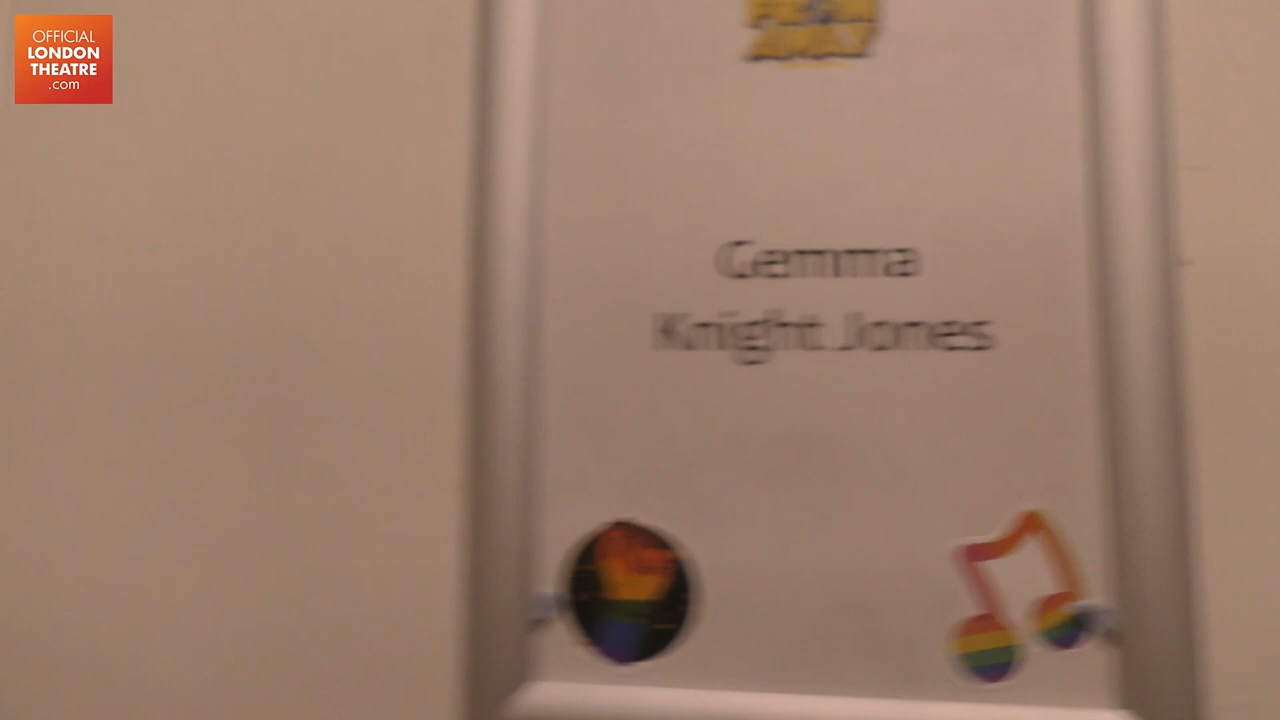 OFFICIAL
LONDON
THEATRE
.com
Gemma
Knight Jones